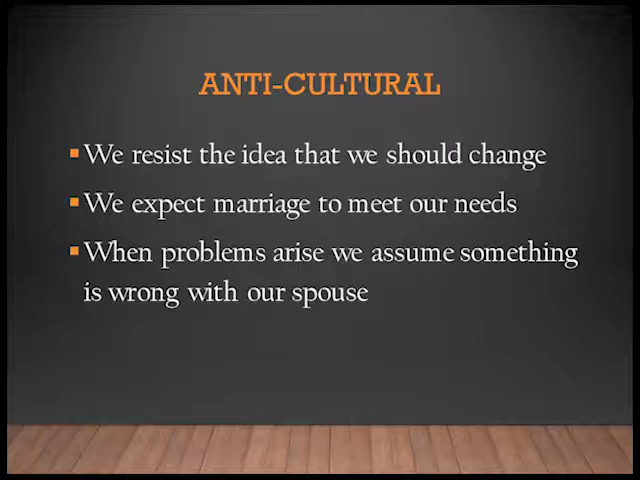 ANTI-CULTURAL
▪ We resist the idea that we should change
▪ We expect marriage to meet our needs
▪ When problems arise we assume something
is wrong with our spouse